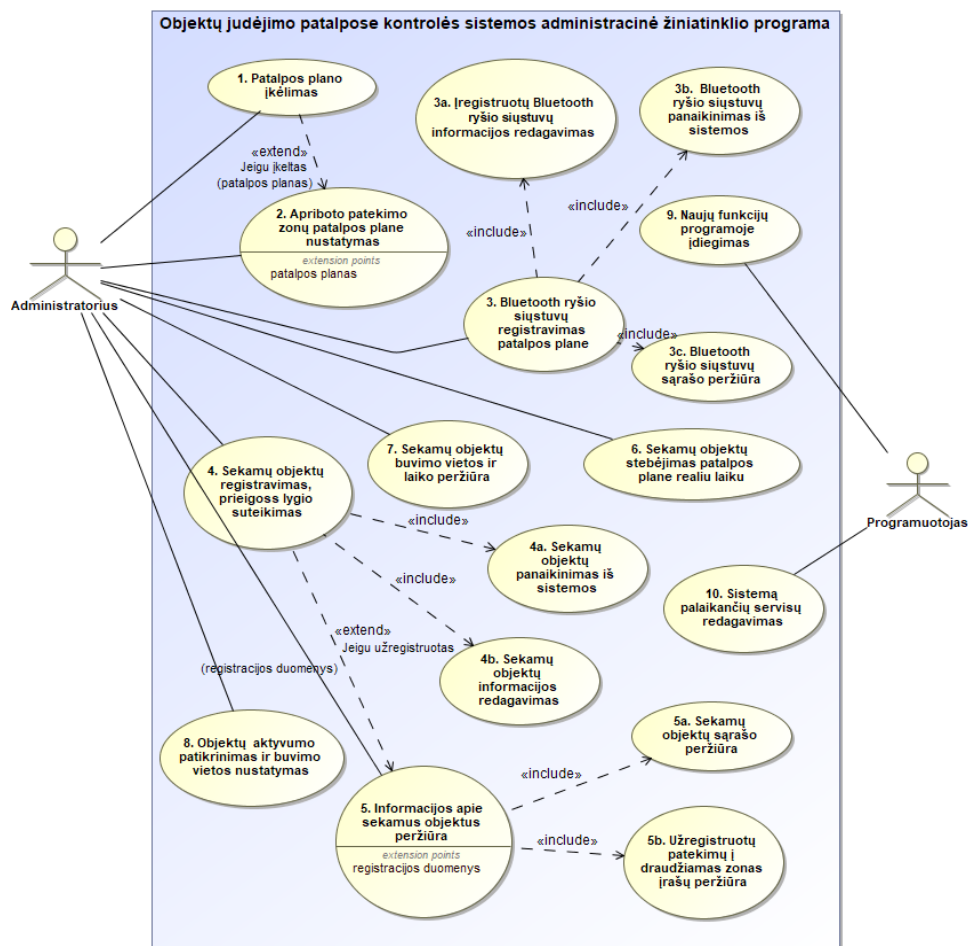 Objektų judėjimo patalpose kontrolės sistemos administracinė žiniatinklio programa
1. Patalpos plano
įkėlimas
3a. Įregistruotų Bluetooth
ryšio siųstuvų
informacijos redagavimas
3b.  Bluetooth
ryšio siųstuvų
panaikinimas iš
sistemos
«extend»
Jeigu įkeltas
(patalpos planas)
2. Apriboto patekimo
zonų patalpos plane
nustatymas
extension points
patalpos planas
«include»
«include»
9. Naujų funkcijų
programoje
įdiegimas
Administratorius
3. Bluetooth ryšio
siųstuvų
registravimas
patalpos plane
«include»
3c. Bluetooth
ryšio siųstuvų
sąrašo peržiūra
7. Sekamų objektų
buvimo vietos ir
laiko peržiūra
6. Sekamų objektų
stebėjimas patalpos
plane realiu laiku
4. Sekamų objektų
registravimas,
prieigoss lygio
suteikimas
Programuotojas
«include»
4a. Sekamų
objektų
panaikinimas iš
sistemos
«include»
10. Sistemą
palaikančių servisų
redagavimas
«extend»
Jeigu užregistruotas
(registracijos duomenys)
4b. Sekamų
objektų
informacijos
redagavimas
5a. Sekamų
objektų sąrašo
peržiūra
8. Objektų  aktyvumo
patikrinimas ir buvimo
vietos nustatymas
«include»
5. Informacijos apie
sekamus objektus
peržiūra
extension points
registracijos duomenys
«include»
5b. Užregistruotų
patekimų į
draudžiamas zonas
įrašų peržiūra